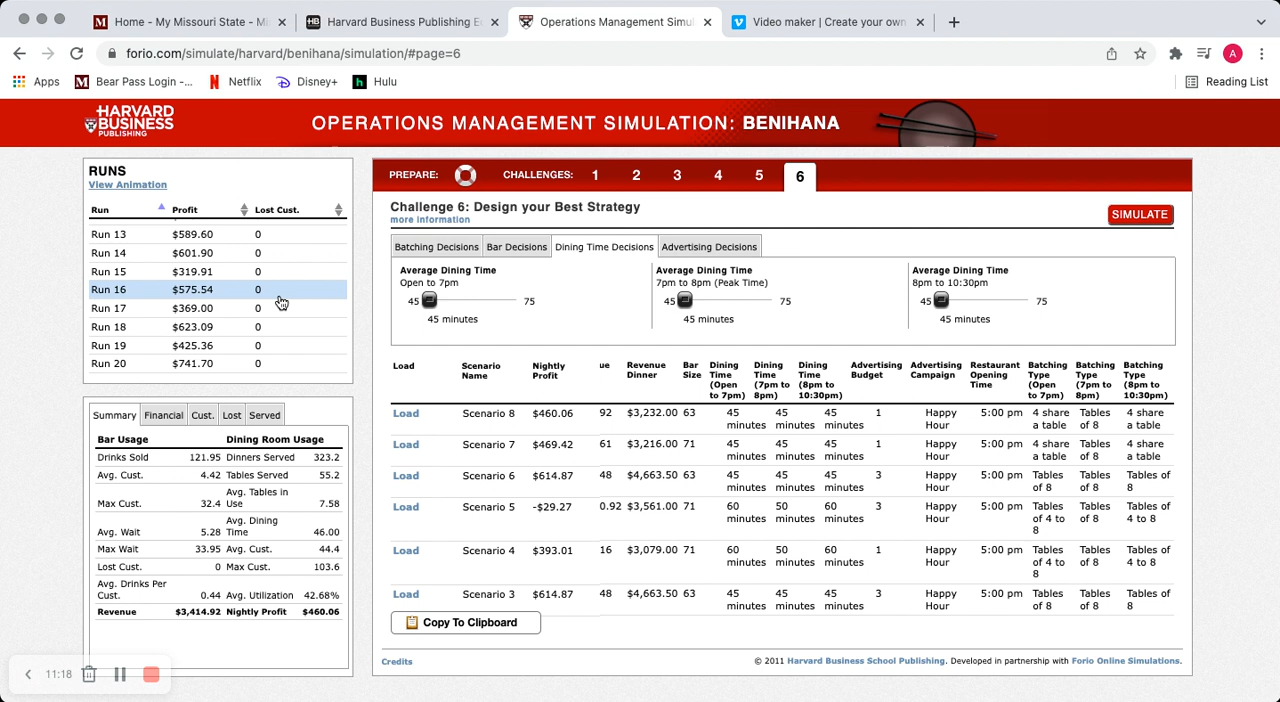 Home - My Missouri State - Mi
Harvard Business Publishing E
Operations Management Simul
Video maker | Create your own
forio.com/simulate/harvard/benihana/simulation/#page=6
A
Apps
Bear Pass Login -...
Netflix
Disney+
Hulu
Reading List
HARVARD
BUSINESS
PUBLISHING
OPERATIONS MANAGEMENT SIMULATION: BENIHANA
RUNS
View Animation
Run Profit Lost Cust.
Run 13 $589.60 0
Run 14 $601.90 0
Run 15 $319.91 0
Run 16 $575.54 0
Run 17 $369.00 0
Run 18 $623.09 0
Run 19 $425.36 0
Run 20 $741.70 0
Summary Financial Cust. Lost Served
Bar Usage Dining Room Usage
Drinks Sold 121.95 Dinners Served 323.2
Avg. Cust. 4.42 Tables Served 55.2
Max Cust. 32.4 Avg. Tables in Use 7.58
Avg. Wait 5.28 Avg. Dining Time 46.00
Max Wait 33.95 Avg. Cust. 44.4
Lost Cust. 0 Max Cust. 103.6
Avg. Drinks Per Cust. 0.44 Avg. Utilization 42.68%
Revenue $3,414.92 Nightly Profit $460.06
11:18
PREPARE: CHALLENGES: 1 2 3 4 5 6
Challenge 6: Design your Best Strategy
more information
SIMULATE
Batching Decisions Bar Decisions Dining Time Decisions Advertising Decisions
Average Dining Time Average Dining Time Average Dining Time
Open to 7pm 7pm to 8pm (Peak Time) 8pm to 10:30pm
45 75 45 75 45 75
45 minutes 45 minutes 45 minutes
Load Scenario Name Nightly Profit ue Revenue Dinner Bar Size Dining Time (Open to 7pm) Dining Time (7pm to 8pm) Dining Time (8pm to 10:30pm) Advertising Budget Advertising Campaign Restaurant Opening Time Batching Type (Open to 7pm) Batching Type (7pm to 8pm) Batching Type (8pm to 10:30pm)
Load Scenario 8 $460.06 92 $3,232.00 63 45 minutes 45 minutes 45 minutes 1 Happy Hour 5:00 pm 4 share a table Tables of 8 4 share a table
Load Scenario 7 $469.42 61 $3,216.00 71 45 minutes 45 minutes 45 minutes 1 Happy Hour 5:00 pm 4 share a table Tables of 8 4 share a table
Load Scenario 6 $614.87 48 $4,663.50 63 45 minutes 45 minutes 45 minutes 3 Happy Hour 5:00 pm Tables of 8 Tables of 8 Tables of 8
Load Scenario 5 -$29.27 0.92 $3,561.00 71 60 minutes 50 minutes 60 minutes 3 Happy Hour 5:00 pm Tables of 4 to 8 Tables of 8 Tables of 4 to 8
Load Scenario 4 $393.01 16 $3,079.00 71 60 minutes 50 minutes 60 minutes 1 Happy Hour 5:00 pm Tables of 4 to 8 Tables of 8 Tables of 4 to 8
Load Scenario 3 $614.87 48 $4,663.50 63 45 minutes 45 minutes 45 minutes 3 Happy Hour 5:00 pm Tables of 8 Tables of 8 Tables of 8
Copy To Clipboard
Credits
© 2011 Harvard Business School Publishing. Developed in partnership with Forio Online Simulations.